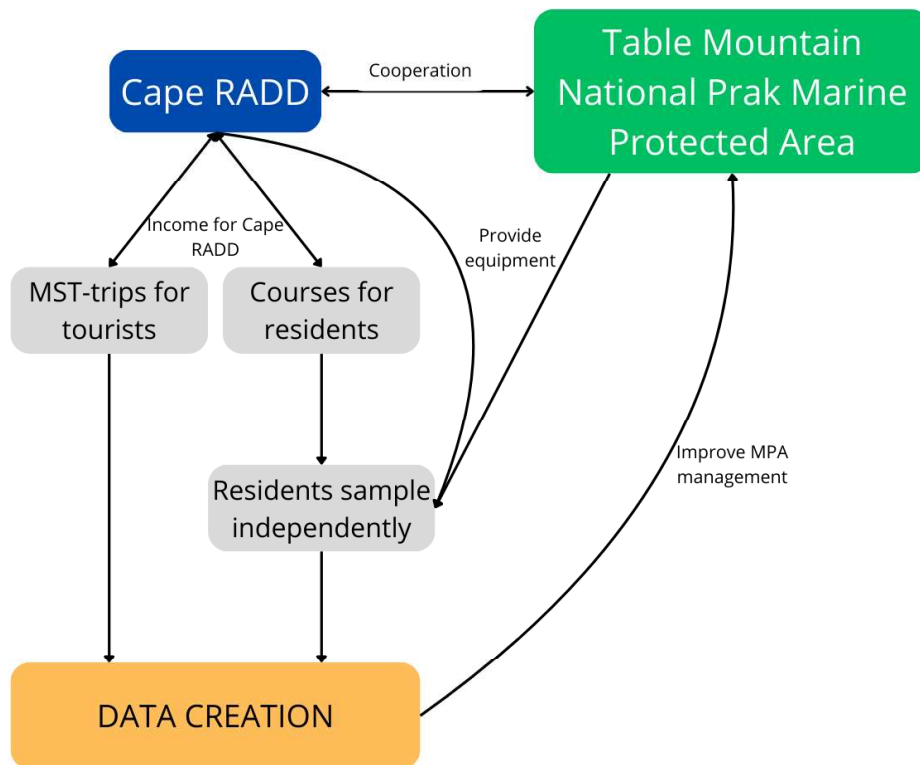 Cape RADD
Cooperation
Table Mountain
National Prak Marine
Protected Area
Income for Cape
RADD
Provide
equipment
MST-trips for
tourists
Courses for
residents
Improve MPA
management
Residents sample
independently
DATA CREATION